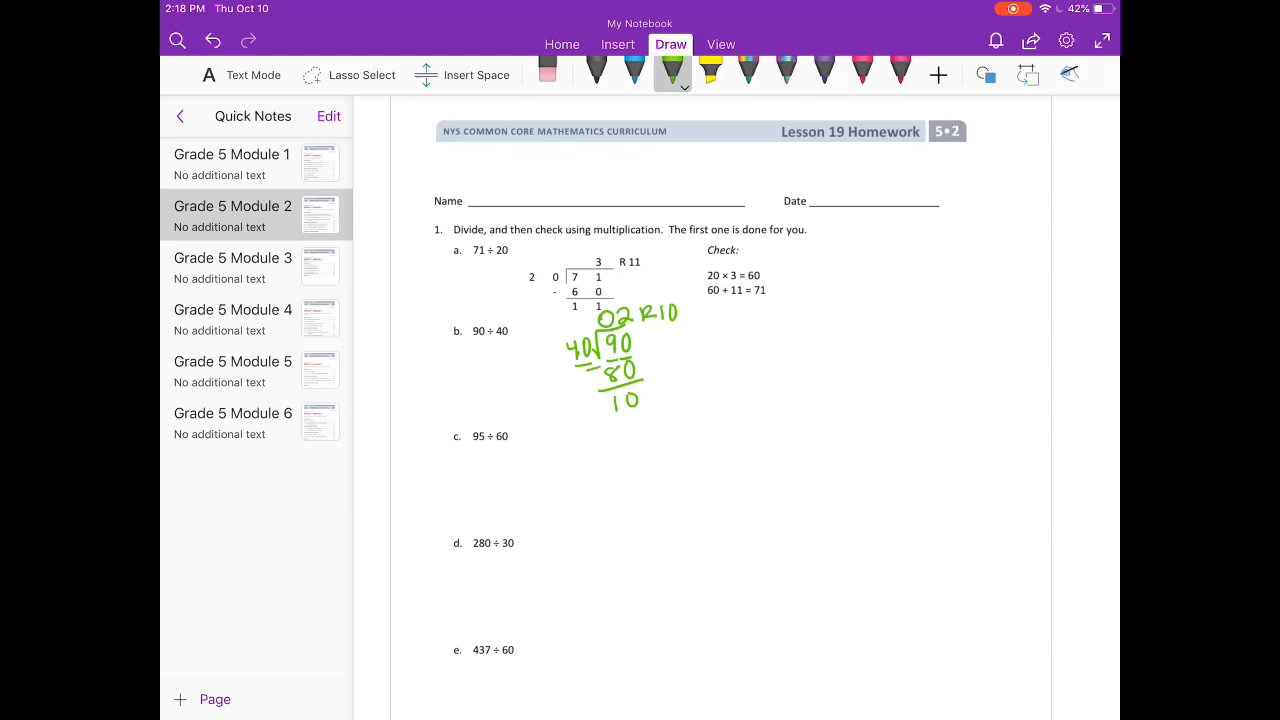 2:18 PM Thu Oct 10
42%
My Notebook
Home Insert Draw View
A Text Mode Lasso Select Insert Space
Quick Notes Edit
NYS COMMON CORE MATHEMATICS CURRICULUM Lesson 19 Homework 5•2
Grade 5 Module 1
No additional text
Grade 5 Module 2
No additional text
Grade 5 Module 3
No additional text
Grade 5 Module 4
No additional text
Grade 5 Module 5
No additional text
Grade 5 Module 6
No additional text
Page
Name Date
1. Divide, and then check using multiplication. The first one is done for you.
a. 71 ÷ 20 Check:
3 R 11
2 0 1
20 × 1 = 60
- 6 0
60 + 11 = 71
1
02 R10
b. 90
40 90
80
10
c. ÷ 60
d. 280 ÷ 30
e. 437 ÷ 60